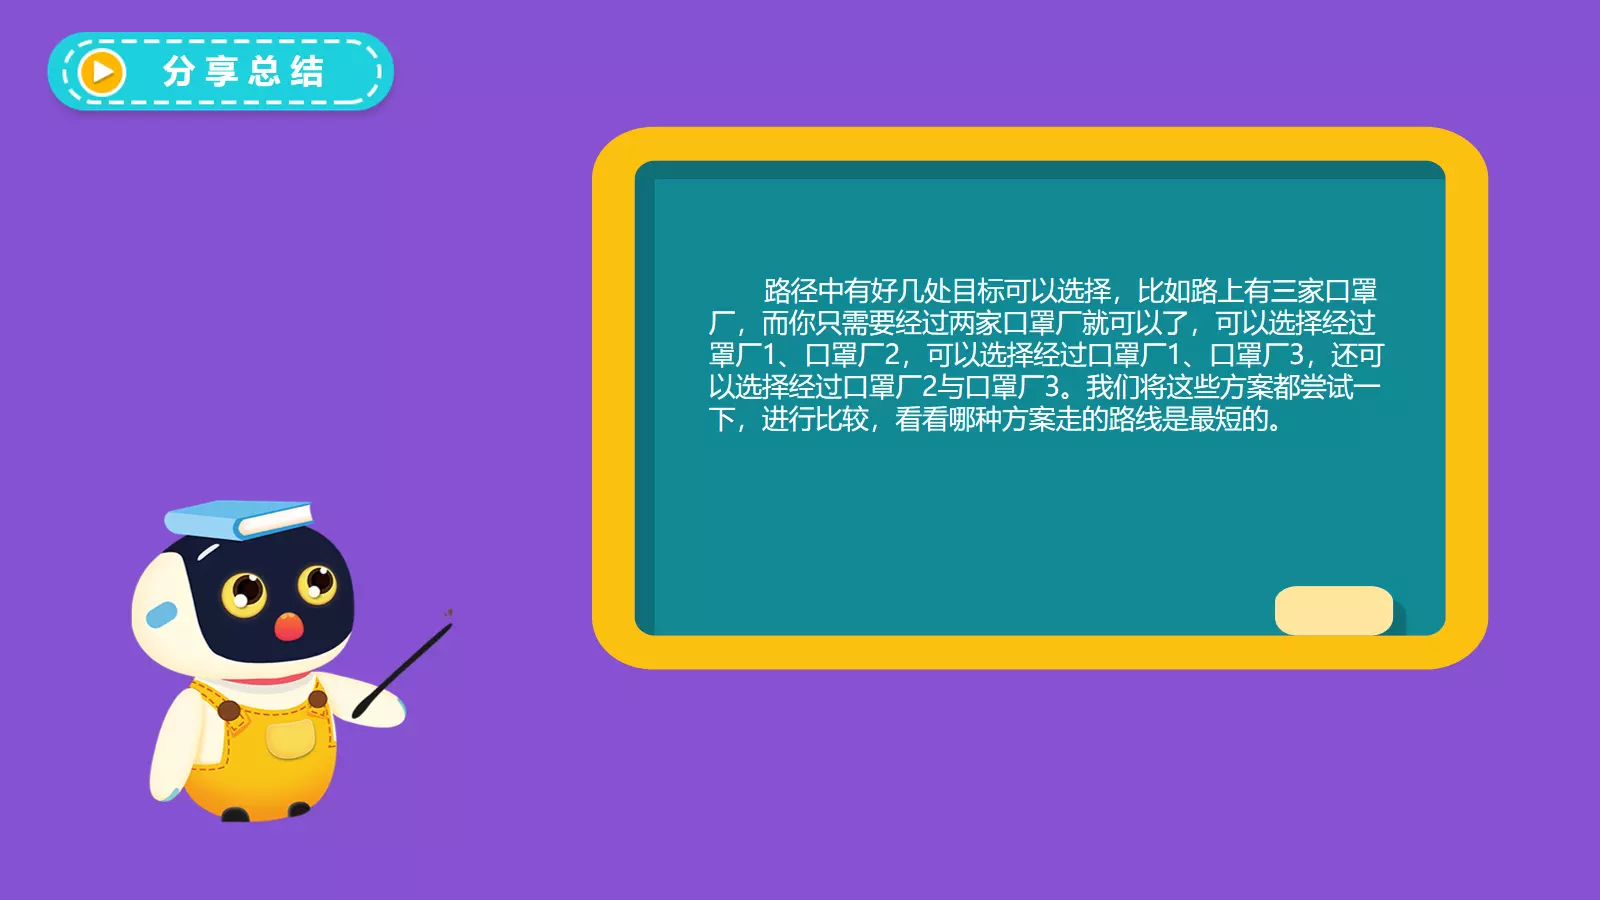 分享总结
路径中有好几处目标可以选择，比如路上有三家口罩
厂，而你只需要经过两家口罩厂就可以了，可以选择经过
罩厂1、口罩厂2，可以选择经过口罩厂1、口罩厂3，还可
以选择经过口罩厂2与口罩厂3。我们将这些方案都尝试一
下，进行比较，看看哪种方案走的路线是最短的。